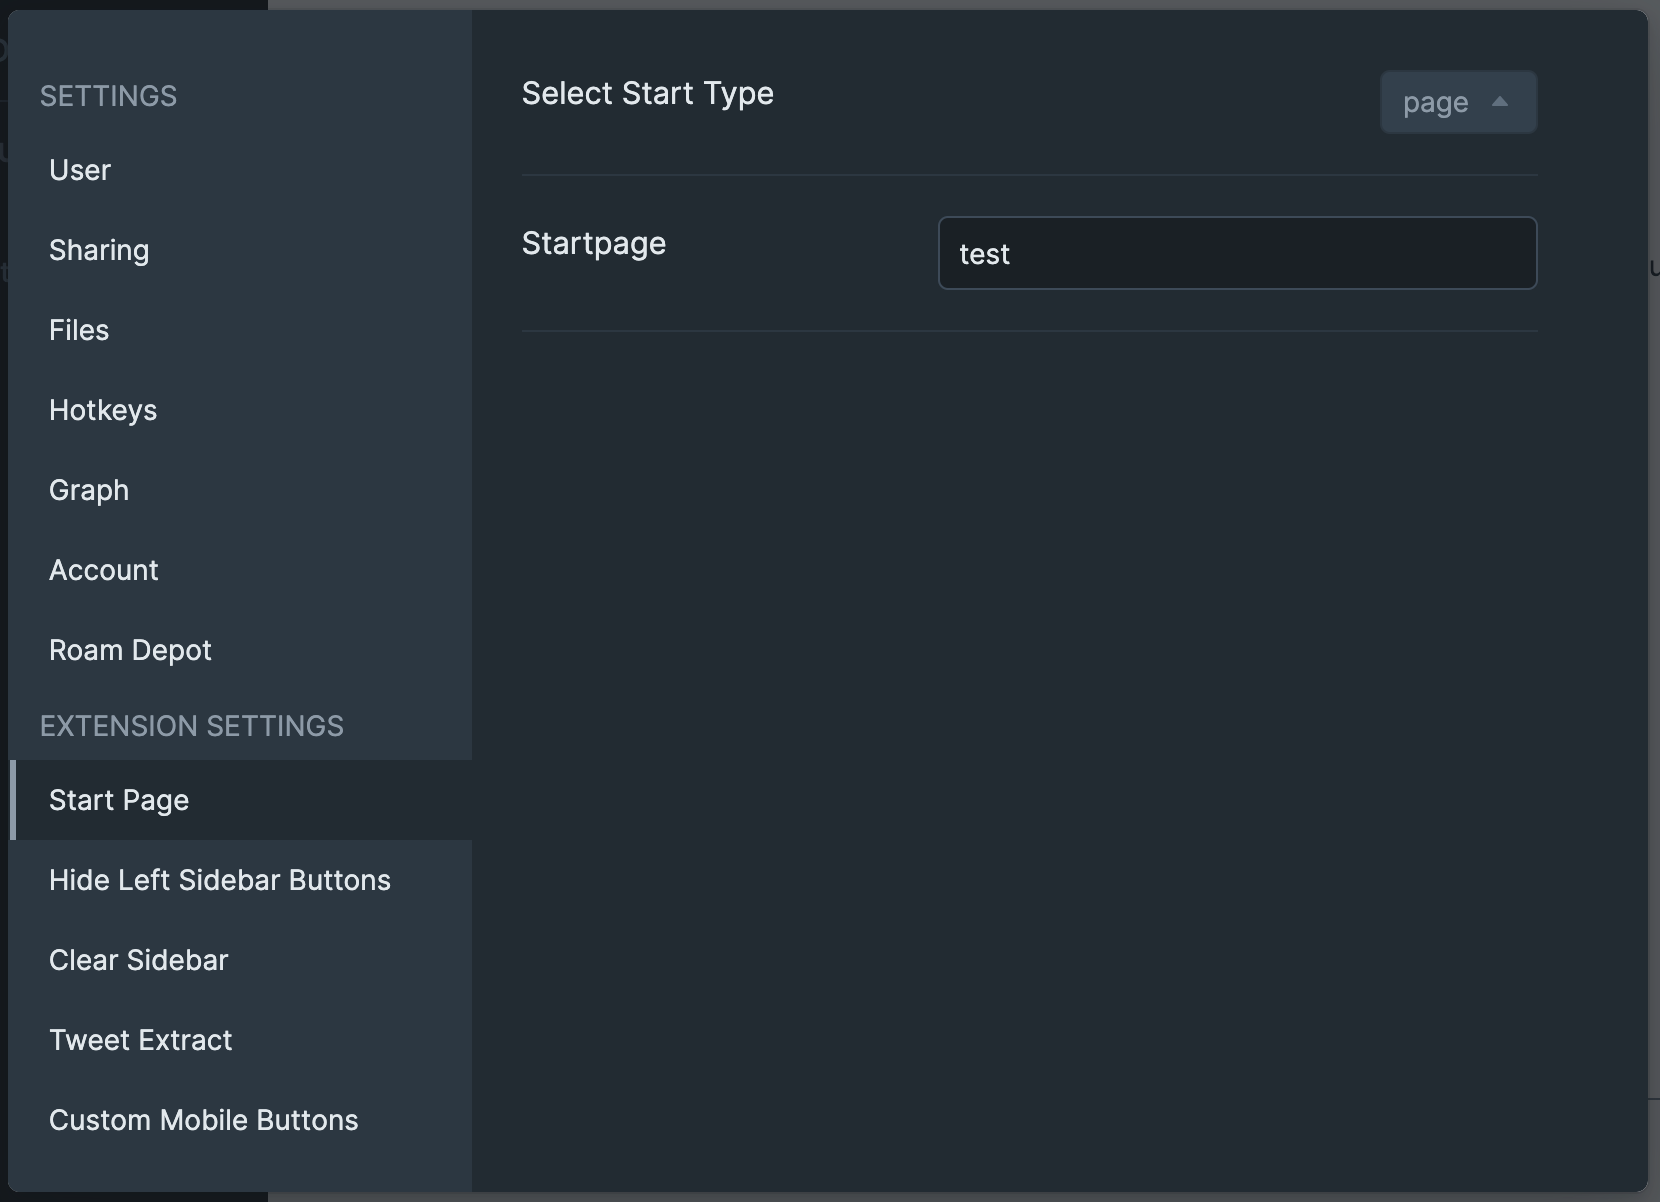 SETTINGS
User
Sharing
Files
Hotkeys
Graph
Account
Roam Depot
EXTENSION SETTINGS
Start Page
Hide Left Sidebar Buttons
Clear Sidebar
Tweet Extract
Custom Mobile Buttons
Select Start Type
page
Startpage
test